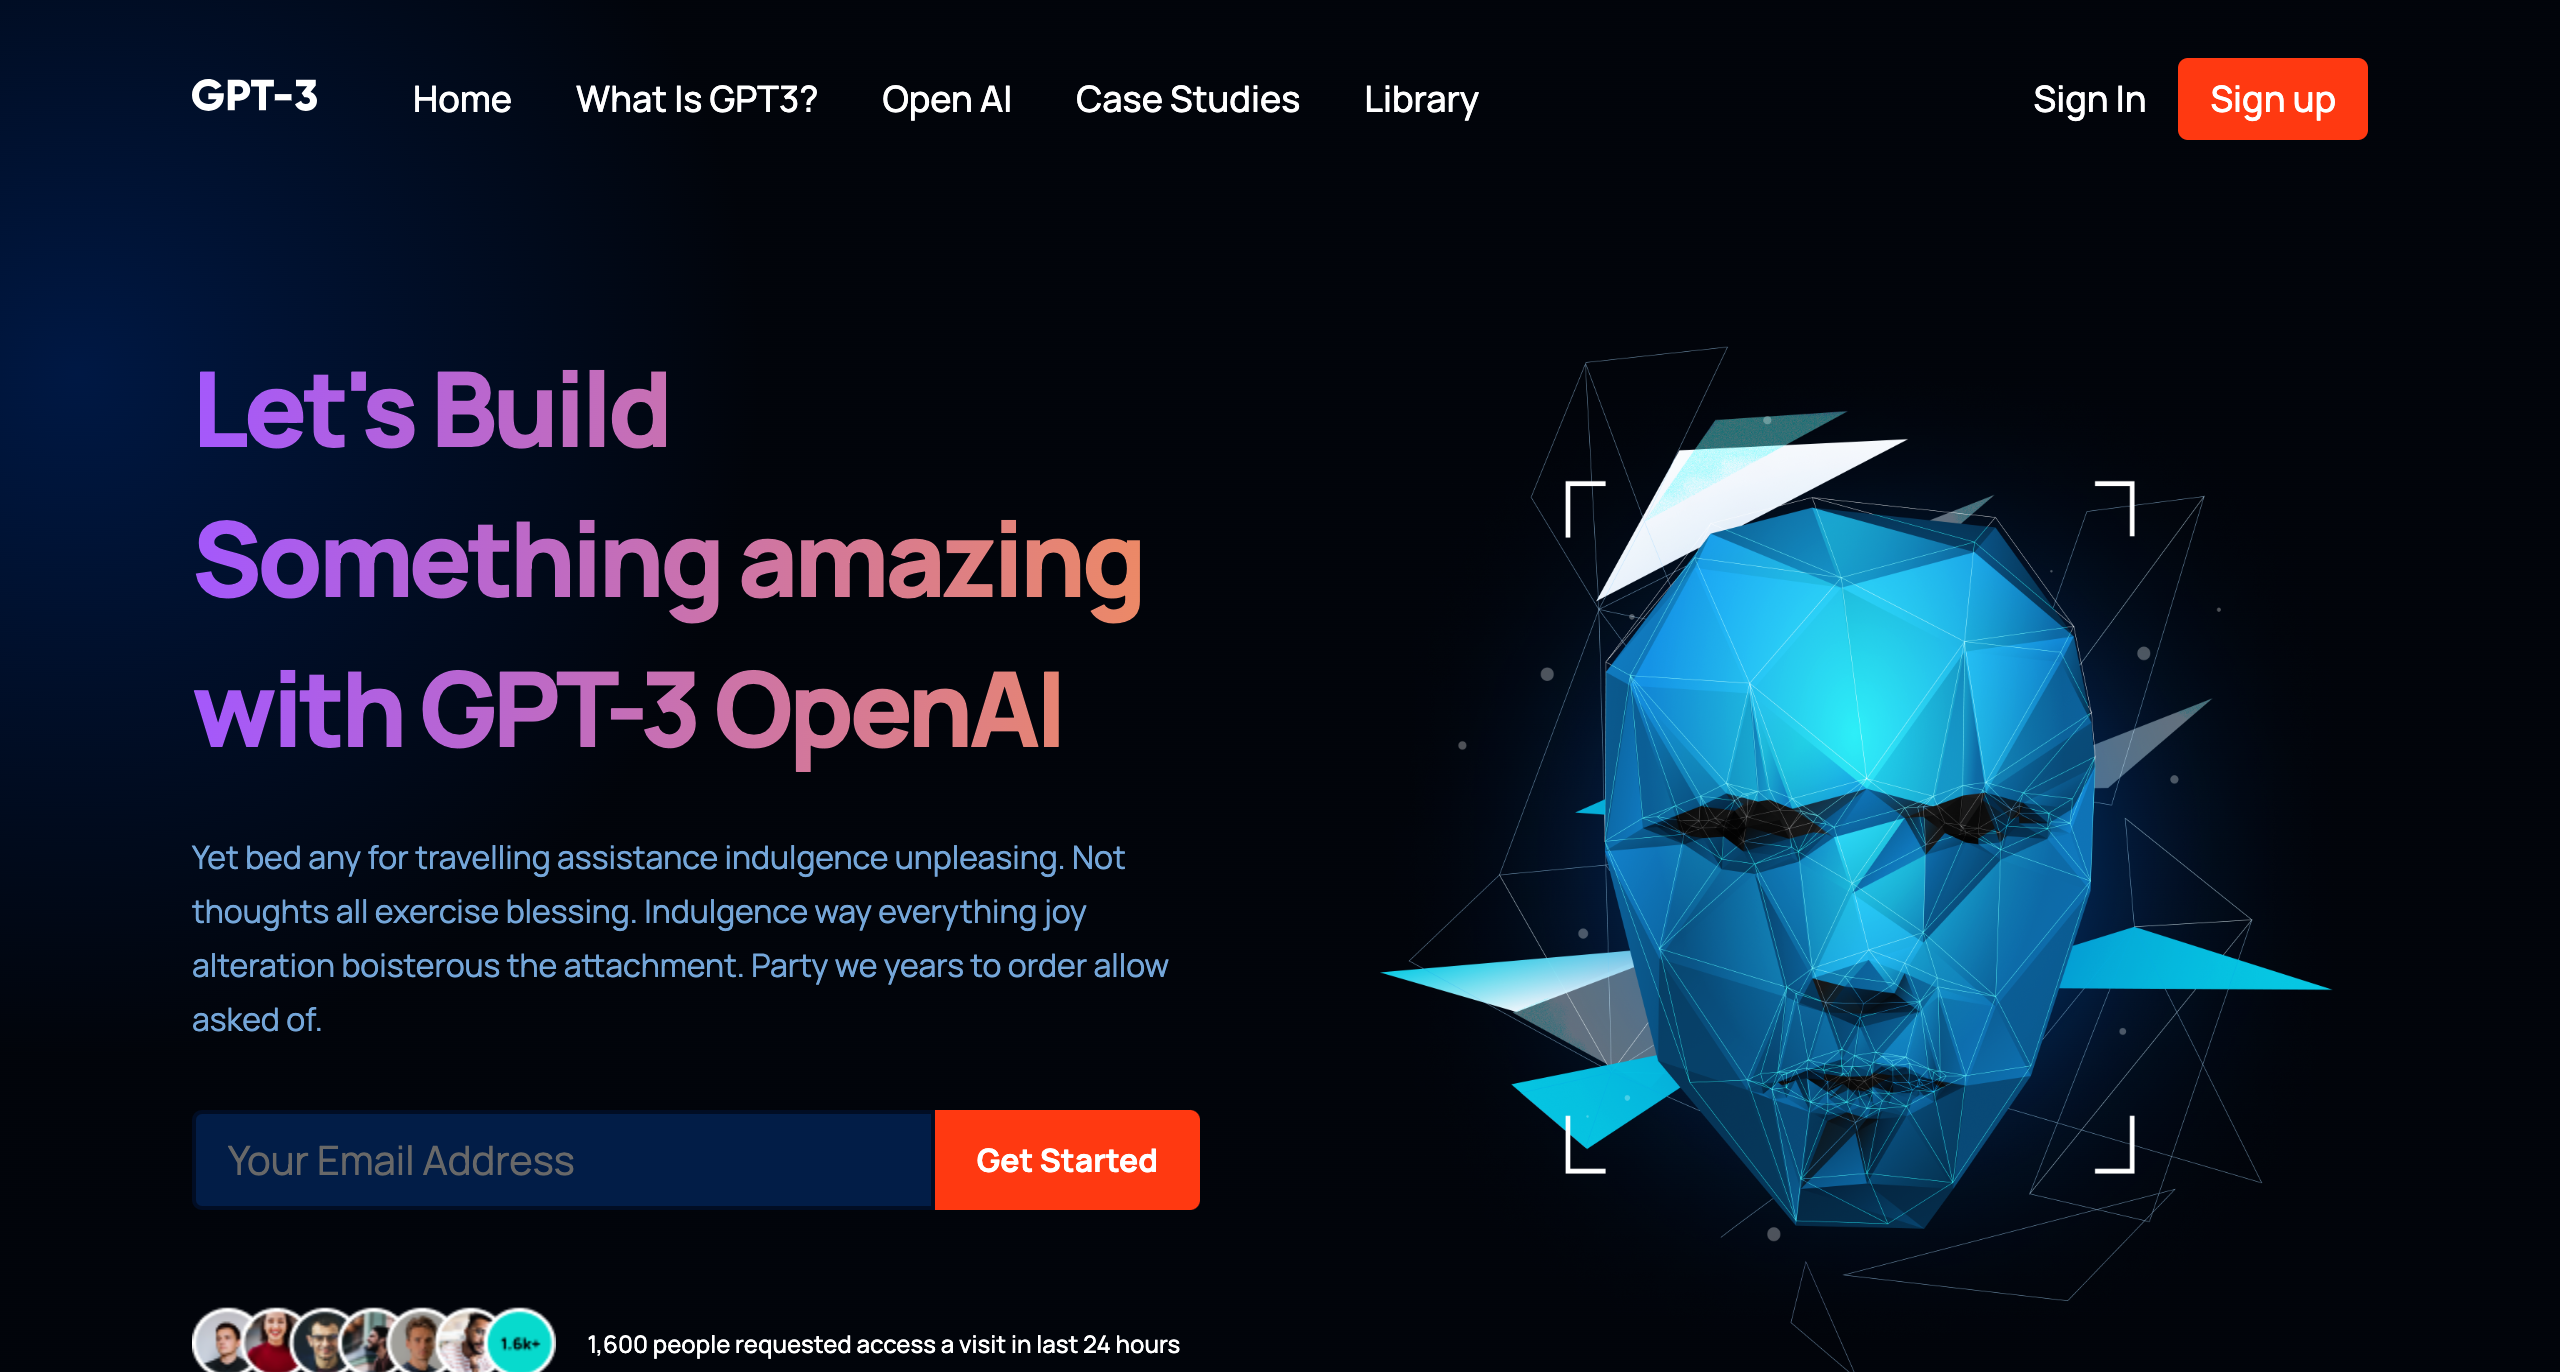 GPT-3
Home
What Is GPT3?
Open AI
Case Studies
Library
Sign In
Sign up
Let's Build
Something amazing
with GPT-3 OpenAI
Yet bed any for travelling assistance indulgence unpleasing. Not
thoughts all exercise blessing. Indulgence way everything joy
alteration boisterous the attachment. Party we years to order allow
asked of.
Your Email Address
Get Started
1.6k+
1,600 people requested access a visit in last 24 hours